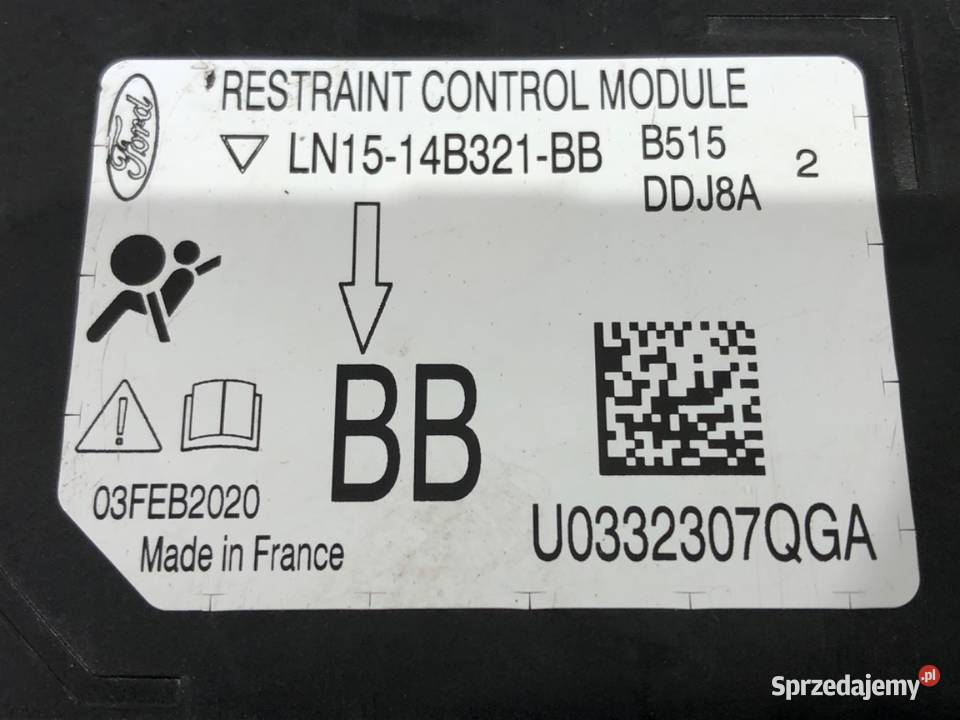 Ford
RESTRAINT CONTROL MODULE
LN15-14B321-BB
B515
DDJ8A
2
BB
03FEB2020
Made in France
U0332307QGA
Sprzedajemy.pl